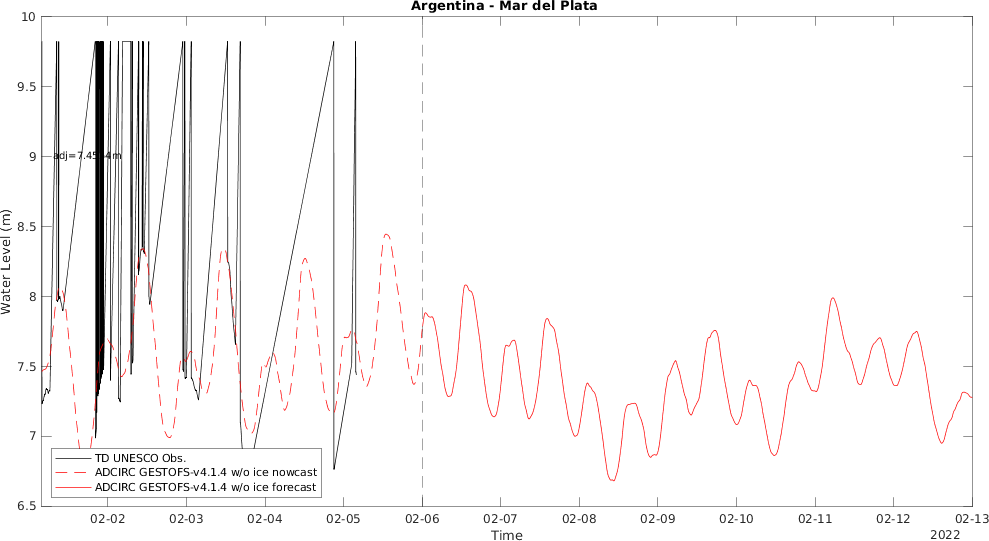 Argentina - Mar del Plata
10
9.5
9
8.5
8
7.5
7
6.5
Water Level (m)
TD UNESCO Obs.
ADCIRC GESTOFS-v4.1.4 w/o ice nowcast
ADCIRC GESTOFS-v4.1.4 w/o ice forecast
02-02 02-03 02-04 02-05 02-06 02-07 02-08 02-09 02-10 02-11 02-12 02-13
Time
2022